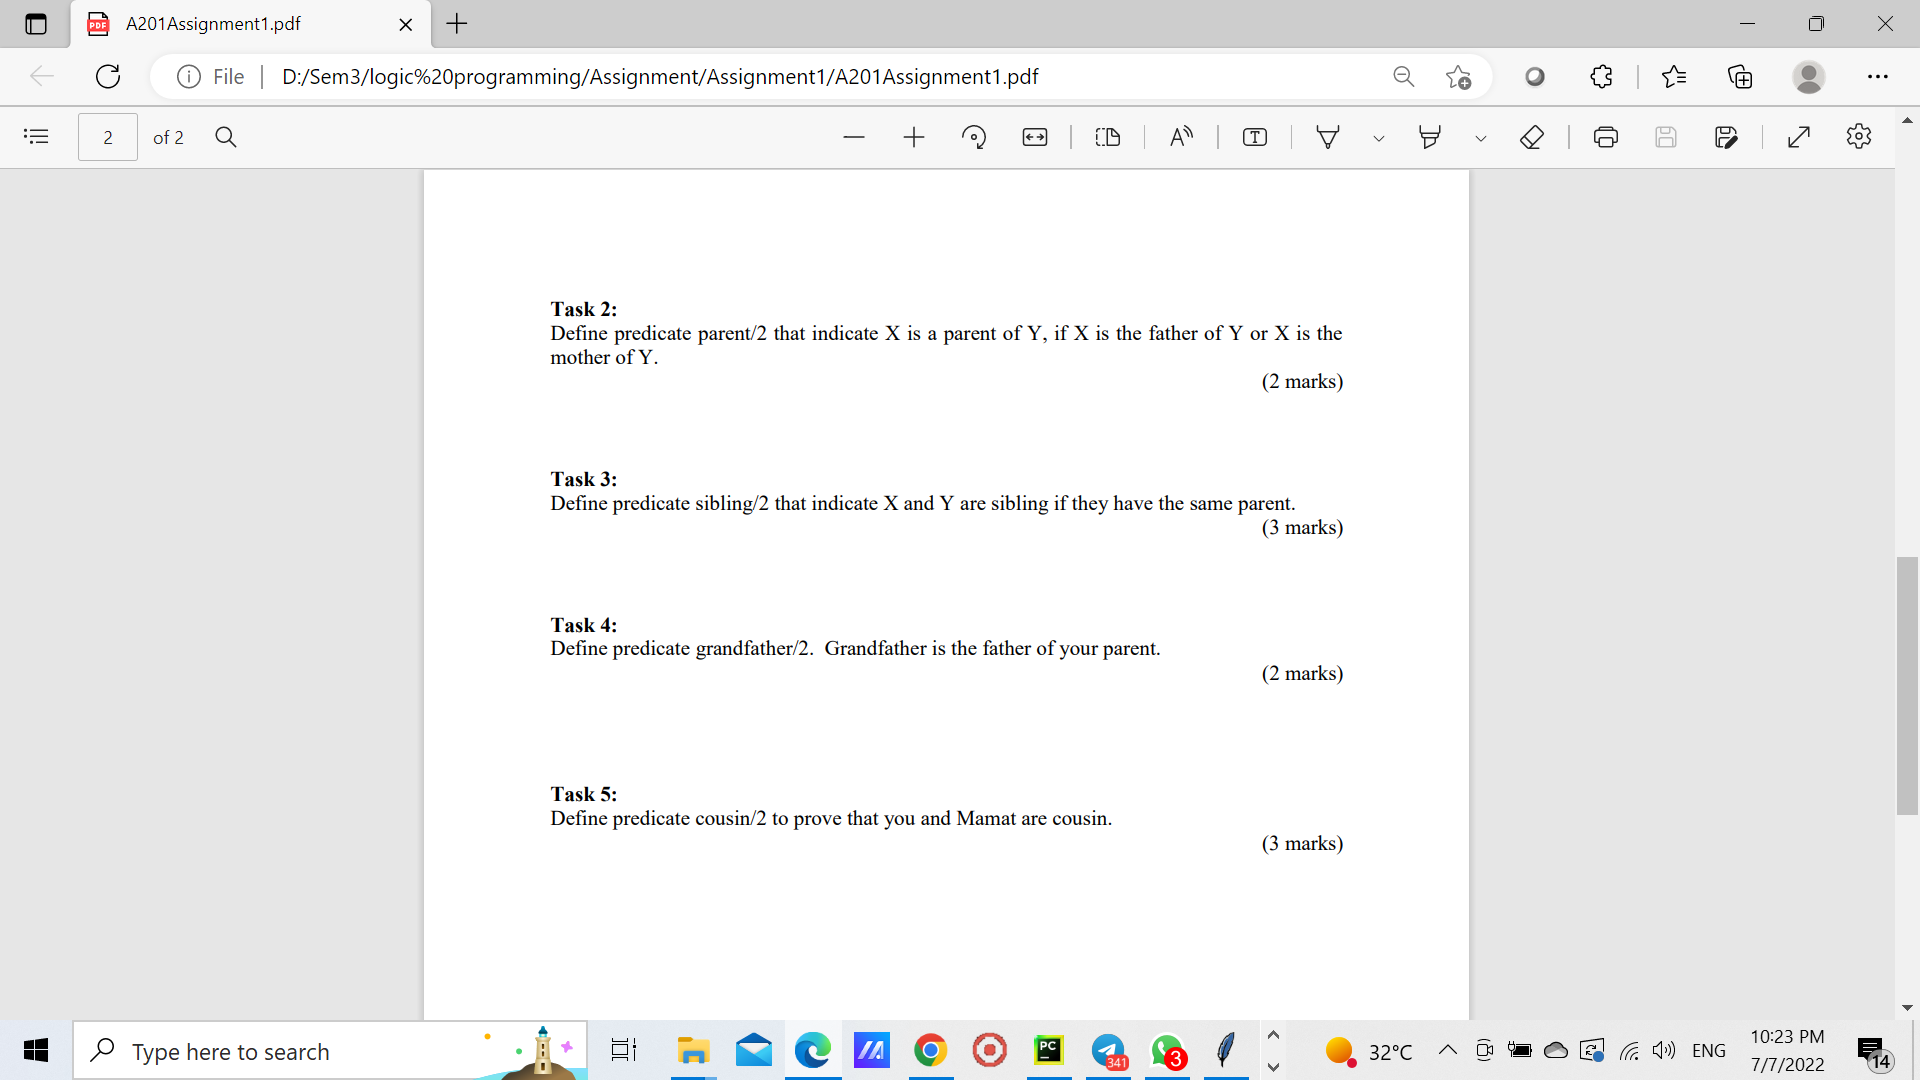 A201Assignment1.pdf
File
D:/Sem3/logic%20programming/Assignment/Assignment1/A201Assignment1.pdf
2 of 2
Task 2:
Define predicate parent/2 that indicate X is a parent of Y, if X is the father of Y or X is the
mother of Y.
(2 marks)
Task 3:
Define predicate sibling/2 that indicate X and Y are sibling if they have the same parent.
(3 marks)
Task 4:
Define predicate grandfather/2. Grandfather is the father of your parent.
(2 marks)
Task 5:
Define predicate cousin/2 to prove that you and Mamat are cousin.
(3 marks)
Type here to search
PC
341
3
32°C
ENG
10:23 PM
7/7/2022
14